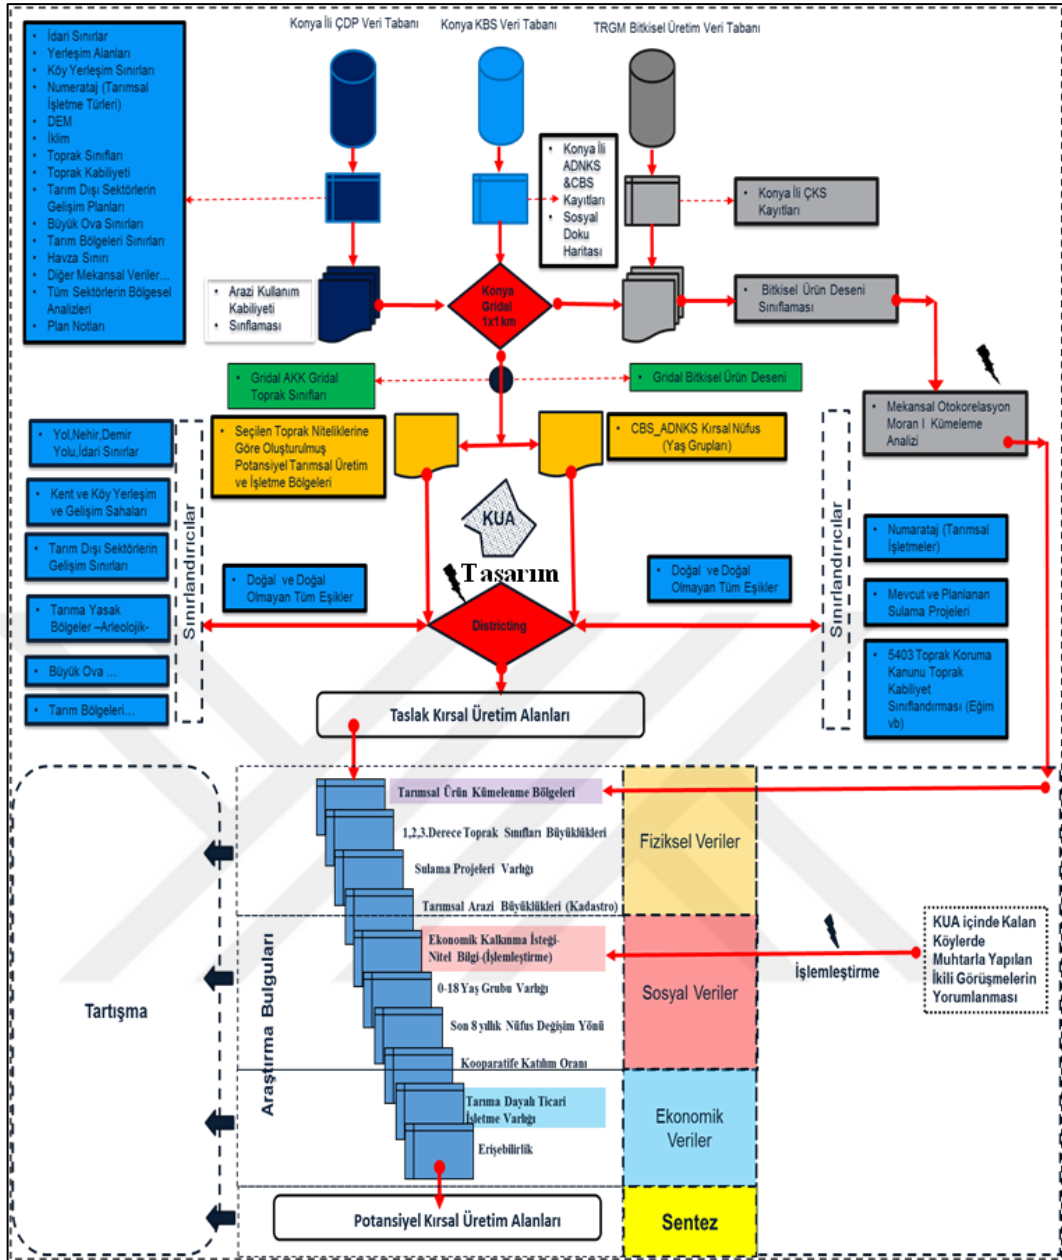 Konya İli ÇDP Veri Tabanı
Konya KBS Veri Tabanı
TRGM Bitkisel Üretim Veri Tabanı
• İdari Sınırlar
• Yerleşim Alanları
• Köy Yerleşim Sınırları
• Numerataj (Tarımsal
İşletme Türleri)
• DEM
• İklim
• Toprak Sınıfları
• Toprak Kabiliyeti
• Tarım Dışı Sektörlerin
Gelişim Planları
• Büyük Ova Sınırları
• Tarım Bölgeleri Sınırları
• Havza Sınırı
• Diğer Mekansal Veriler…
• Tüm Sektörlerin Bölgesel
Analizleri
• Plan Notları
• Konya İli
ADNKS
&CBS
Kayıtları
• Sosyal
Doku
Haritası
• Konya İli ÇKS
Kayıtları
• Arazi Kullanım
Kabiliyeti
• Sınflaması
Konya
Gridal
1x1 km
• Bitkisel Ürün Deseni
Sınıflaması
• Gridal AKK Gridal
Toprak Sınıfları
• Gridal Bitkisel Ürün Deseni
• Mekansal Otokorelasyon
Moran I Kümeleme
Analizi
• Yol,Nehir,Demir
Yolu,İdari Sınırlar
• Kent ve Köy Yerleşim
ve Gelişim Sahaları
• Tarım Dışı Sektörlerin
Gelişim Sınırları
• Tarıma Yasak
Bölgeler –Arleolojik-
• Büyük Ova …
• Tarım Bölgeleri…
Sınırlandırıcılar
• Seçilen Toprak Niteliklerine
Göre Oluşturulmuş
Potansiyel Tarımsal Üretim
ve İşletme Bölgeleri
• CBS_ADNKS Kırsal Nüfus
(Yaş Grupları)
KUA
Tasarım
• Doğal ve Doğal
Olmayan Tüm Eşikler
Districting
• Doğal ve Doğal
Olmayan Tüm Eşikler
Sınırlandırıcılar
• Numarataj (Tarımsal
İşletmeler)
• Mevcut ve Planlanan
Sulama Projeleri
• 5403 Toprak Koruma
Kanunu Toprak
Kabiliyet
Sınıflandırması (Eğim
vb)
Taslak Kırsal Üretim Alanları
Tartışma
Araştırma Bulguları
Tarımsal Ürün Kümelenme Bölgeleri
1,2,3.Derece Toprak Sınıfları Büyüklükleri
Sulama Projeleri Varlığı
Tarımsal Arazi Büyüklükleri (Kadastro)
Fiziksel Veriler
Ekonomik Kalkınma İsteği-
Nitel Bilgi-(İşlemleştirme)
0-18 Yaş Grubu Varlığı
Son 8 yıllık Nüfus Değişim Yönü
Kooparatife Katılım Oranı
Sosyal Veriler
İşlemleştirme
KUA içinde Kalan
Köylerde
Muhtarla Yapılan
İkili Görüşmelerin
Yorumlanması
Tarıma Dayalı Ticari
İşletme Varlığı
Erişebilirlik
Ekonomik
Veriler
Potansiyel Kırsal Üretim Alanları
Sentez